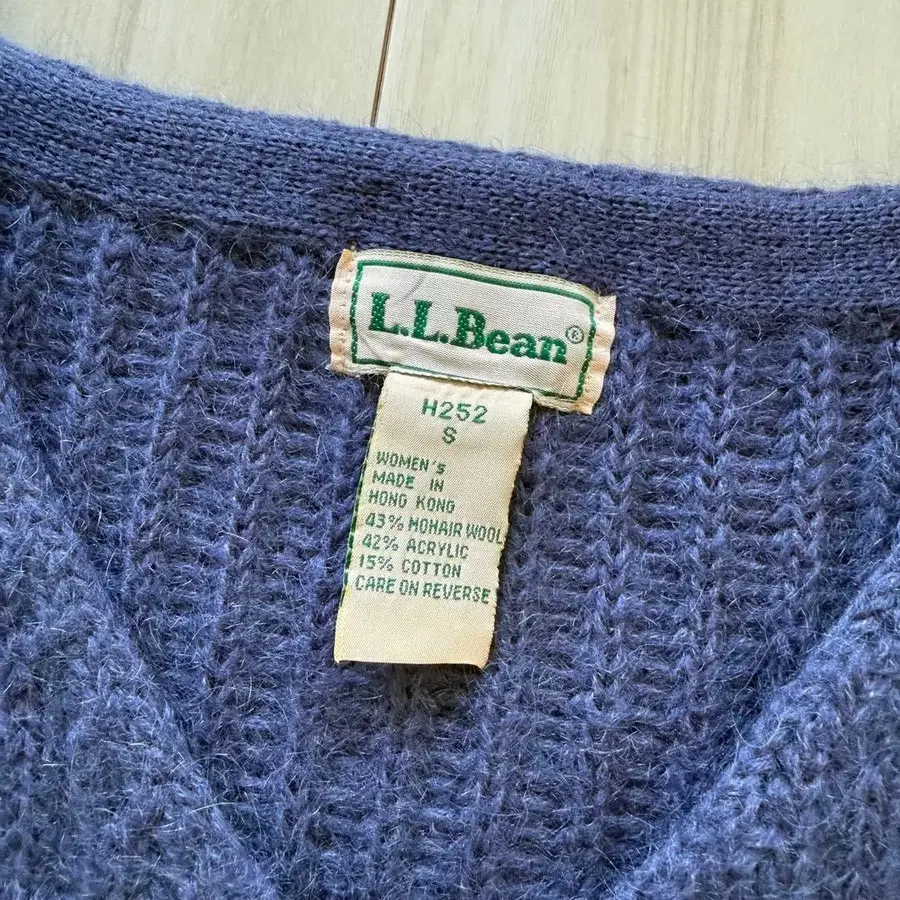 L.L.Bean®
H252
S
WOMEN's
MADE IN
HONG KONG
43% MOHAIR WOOL
42% ACRYLIC
15% COTTON
CARE ON REVERSE